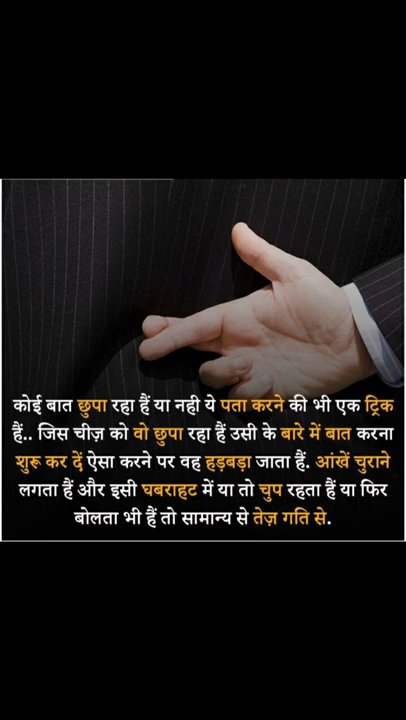 कोई बात छुपा रहा हैं या नही ये पता करने की भी एक ट्रिक
हैं.. जिस चीज़ को वो छुपा रहा हैं उसी के बारे में बात करना
शुरू कर दें ऐसा करने पर वह हड़बड़ा जाता हैं. आंखें चुराने
लगता हैं और इसी घबराहट में या तो चुप रहता हैं या फिर
बोलता भी हैं तो सामान्य से तेज़ गति से.